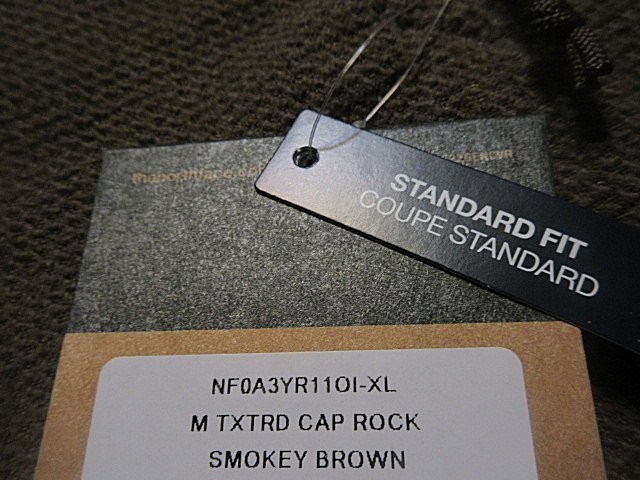 STANDARD FIT
COUPE STANDARD
NF0A3YR11OI-XL
M TXTRD CAP ROCK
SMOKEY BROWN